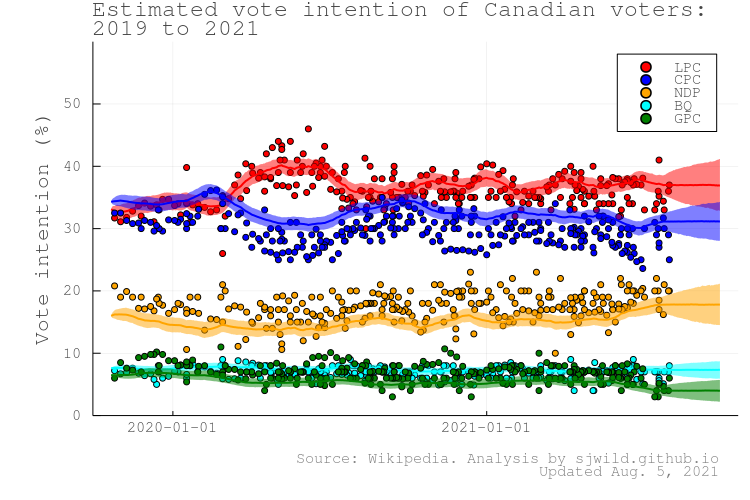 Estimated vote intention of Canadian voters:
2019 to 2021
LPC
CPC
NDP
BQ
GPC
Vote intention (%)
50
40
30
20
10
0
2020-01-01
2021-01-01
Source: Wikipedia. Analysis by sjwild.github.io
Updated Aug. 5, 2021